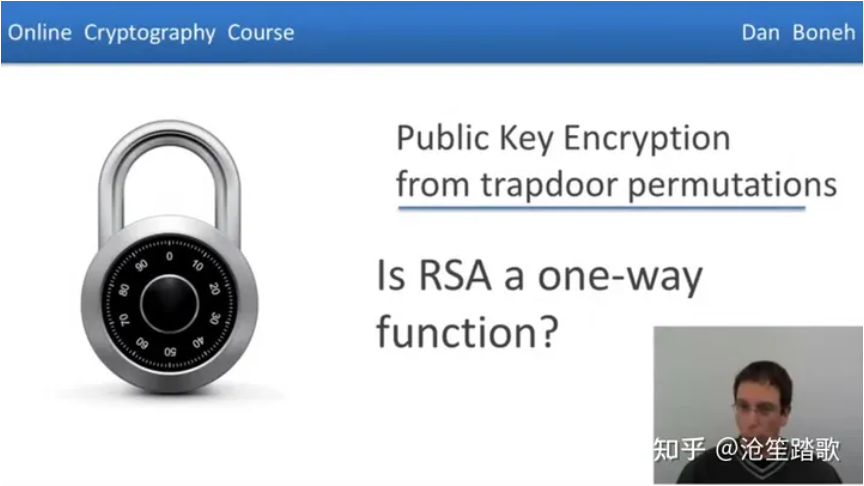 Online Cryptography Course
Dan Boneh
Public Key Encryption
from trapdoor permutations
Is RSA a one-way
function?
0
10
20
30
40
50
60
70
80
90
知乎 @沧笙踏歌